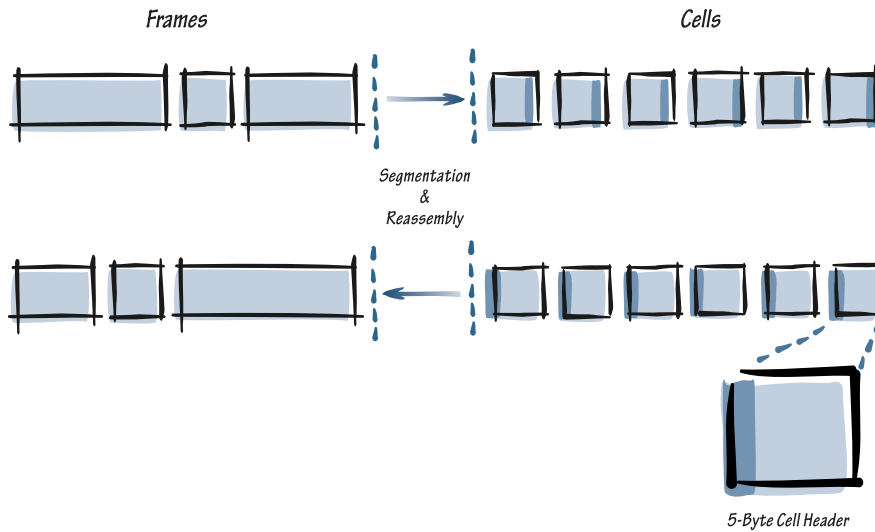 Frames
Cells
Segmentation
&
Reassembly
5-Byte Cell Header